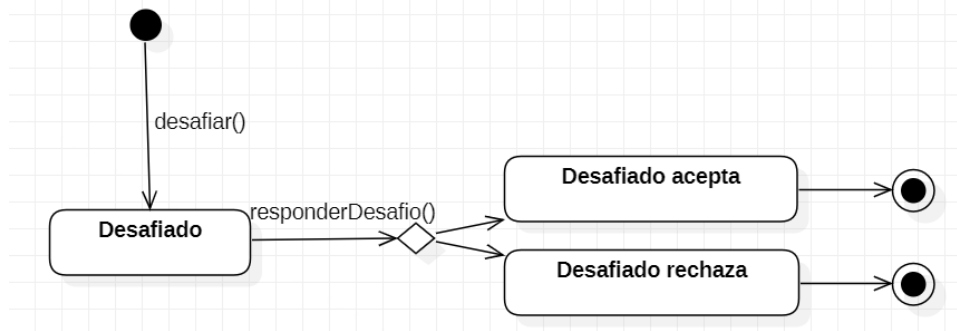 desafiar()
Desafiado
responderDesafio()
Desafiado acepta
Desafiado rechaza